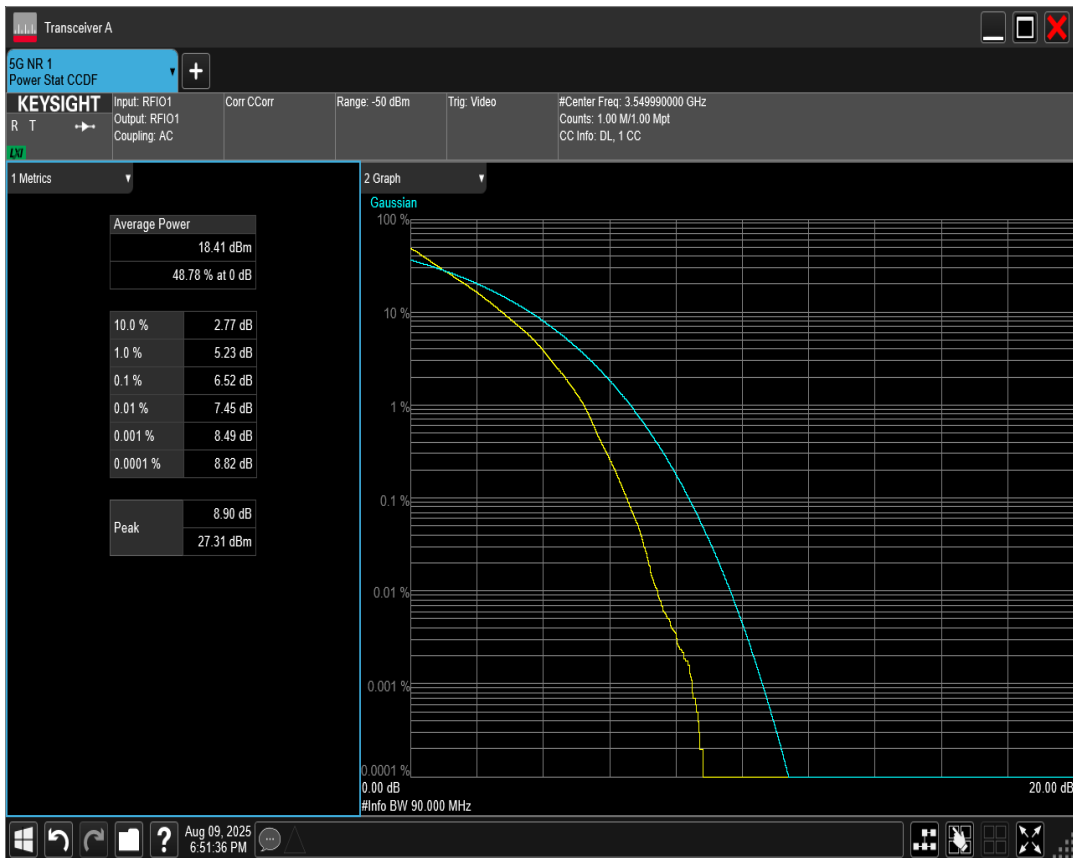 Transceiver A
5G NR 1
Power Stat CCDF
+
KEYSIGHT
R T
LXI
Input: RFIO1
Output: RFIO1
Coupling: AC
Corr CCorr
Range: -50 dBm
Trig: Video
#Center Freq: 3.549990000 GHz
Counts: 1.00 M/1.00 Mpt
CC Info: DL, 1 CC
1 Metrics
Average Power
18.41 dBm
48.78 % at 0 dB
10.0 % 2.77 dB
1.0 % 5.23 dB
0.1 % 6.52 dB
0.01 % 7.45 dB
0.001 % 8.49 dB
0.0001 % 8.82 dB
Peak
8.90 dB
27.31 dBm
2 Graph
Gaussian
100 %
10 %
1 %
0.1 %
0.01 %
0.001 %
0.0001 %
0.00 dB 20.00 dB
#Info BW 90.000 MHz
?
Aug 09, 2025
6:51:36 PM